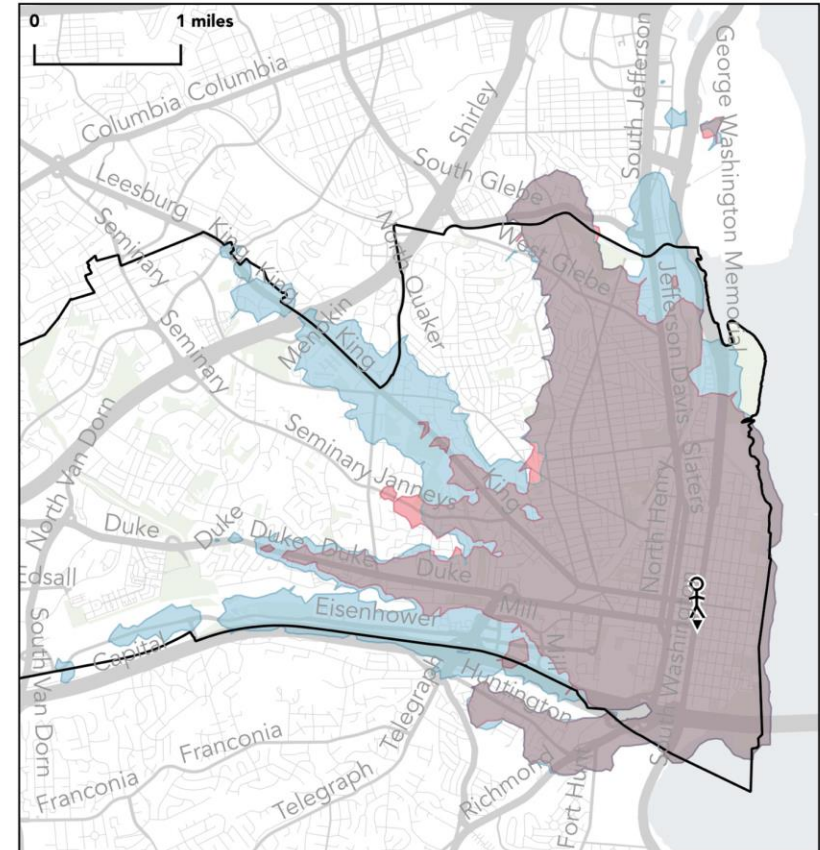 0 1 miles
Columbia Columbia
Shirley
South Jefferson
George Washington Memorial
Leesburg
South Glebe
Seminary
King
King
North Quaker
West Glebe
Jefferson Davis
Menokin
King
Seminary
Seminary Janneys
King
Slaters
North Van Dorn
North Henry
Duke
Duke
Duke
Duke
Duke
Edsall
Eisenhower
Mill
Mill
South Washington
Capital
South Van Dorn
Telegraph
Huntington
Franconia
Franconia
Telegraph
Richmond
Fort Hunt